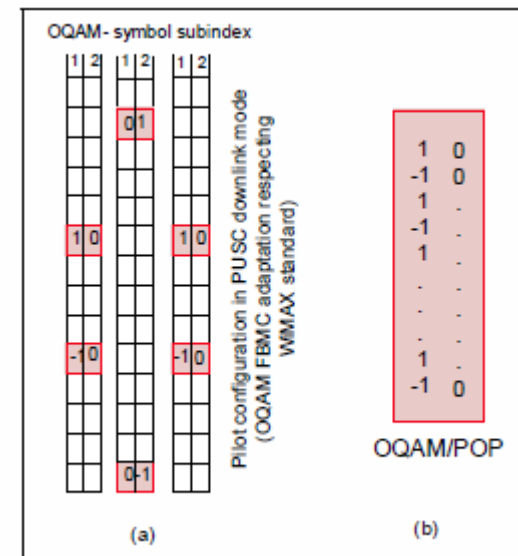 OQAM- symbol subindex
1 2 1 2 1 2
0 1
1 0 1 0
-1 0 -1 0
0 -1
(a)
Pilot configuration in PUSC downlink mode
(OQAM FBMC adaptation respecting
WIMAX standard)
1 0
-1 0
1 .
-1 .
1 .
. .
. .
. .
1 .
-1 0
OQAM/POP
(b)